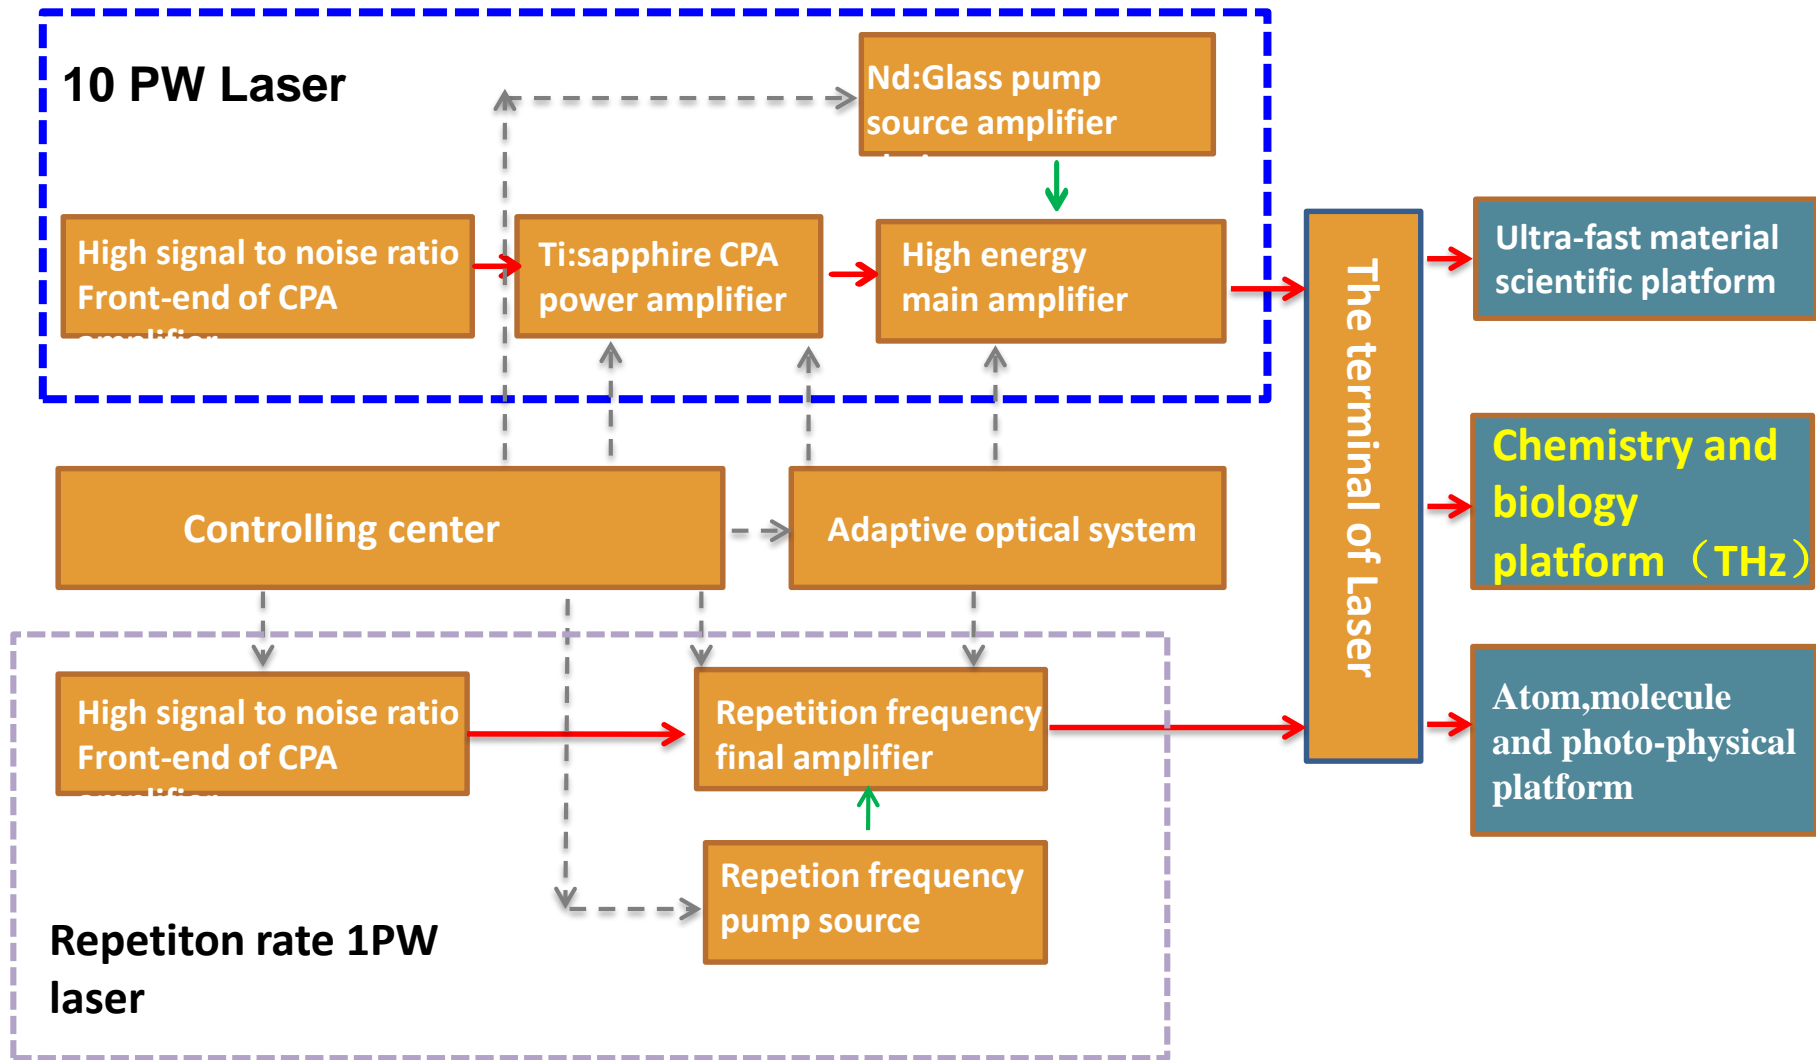 10 PW Laser
Nd:Glass pump
source amplifier
High signal to noise ratio
Front-end of CPA
amplifier
Ti:sapphire CPA
power amplifier
High energy
main amplifier
The terminal of Laser
Ultra-fast material
scientific platform
Chemistry and
biology
platform（THz）
Atom,molecule
and photo-physical
platform
Controlling center
Adaptive optical system
High signal to noise ratio
Front-end of CPA
amplifier
Repetition frequency
final amplifier
Repetion frequency
pump source
Repetiton rate 1PW
laser